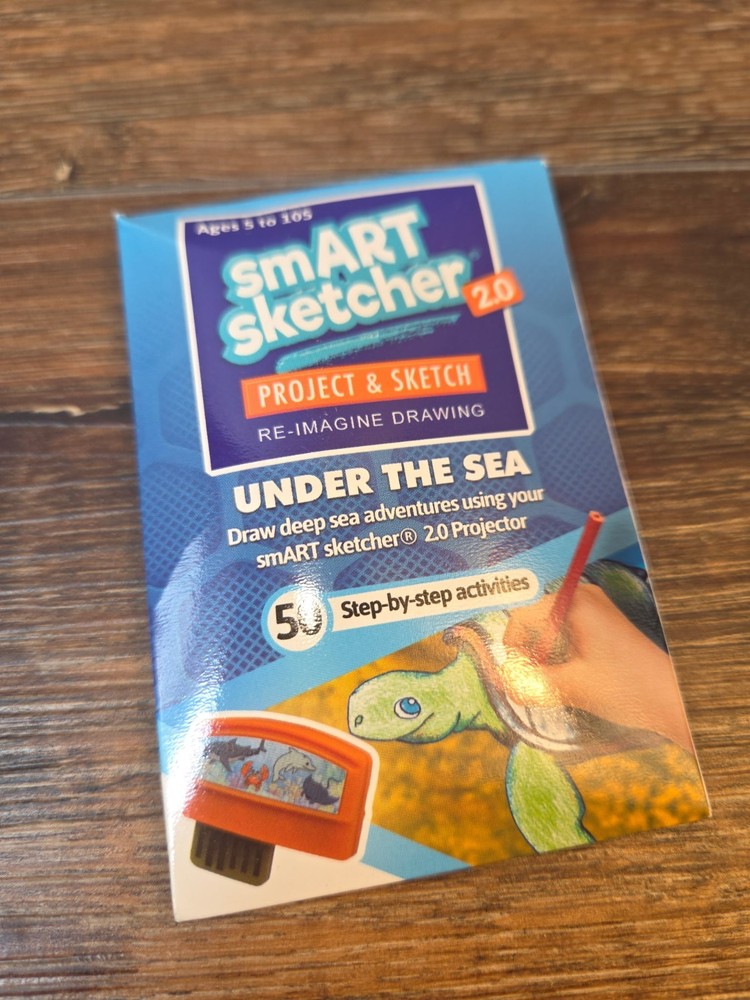 Ages 5 to 105
smART
sketcher
2.0
PROJECT & SKETCH
RE-IMAGINE DRAWING
UNDER THE SEA
Draw deep sea adventures using your
smART sketcher® 2.0 Projector
50 Step-by-step activities